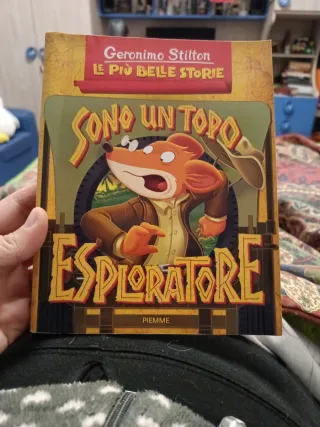 Geronimo Stilton
LE PIÙ BELLE STORIE
SONO UN TOPO
ESPLORATORE
PIEMME